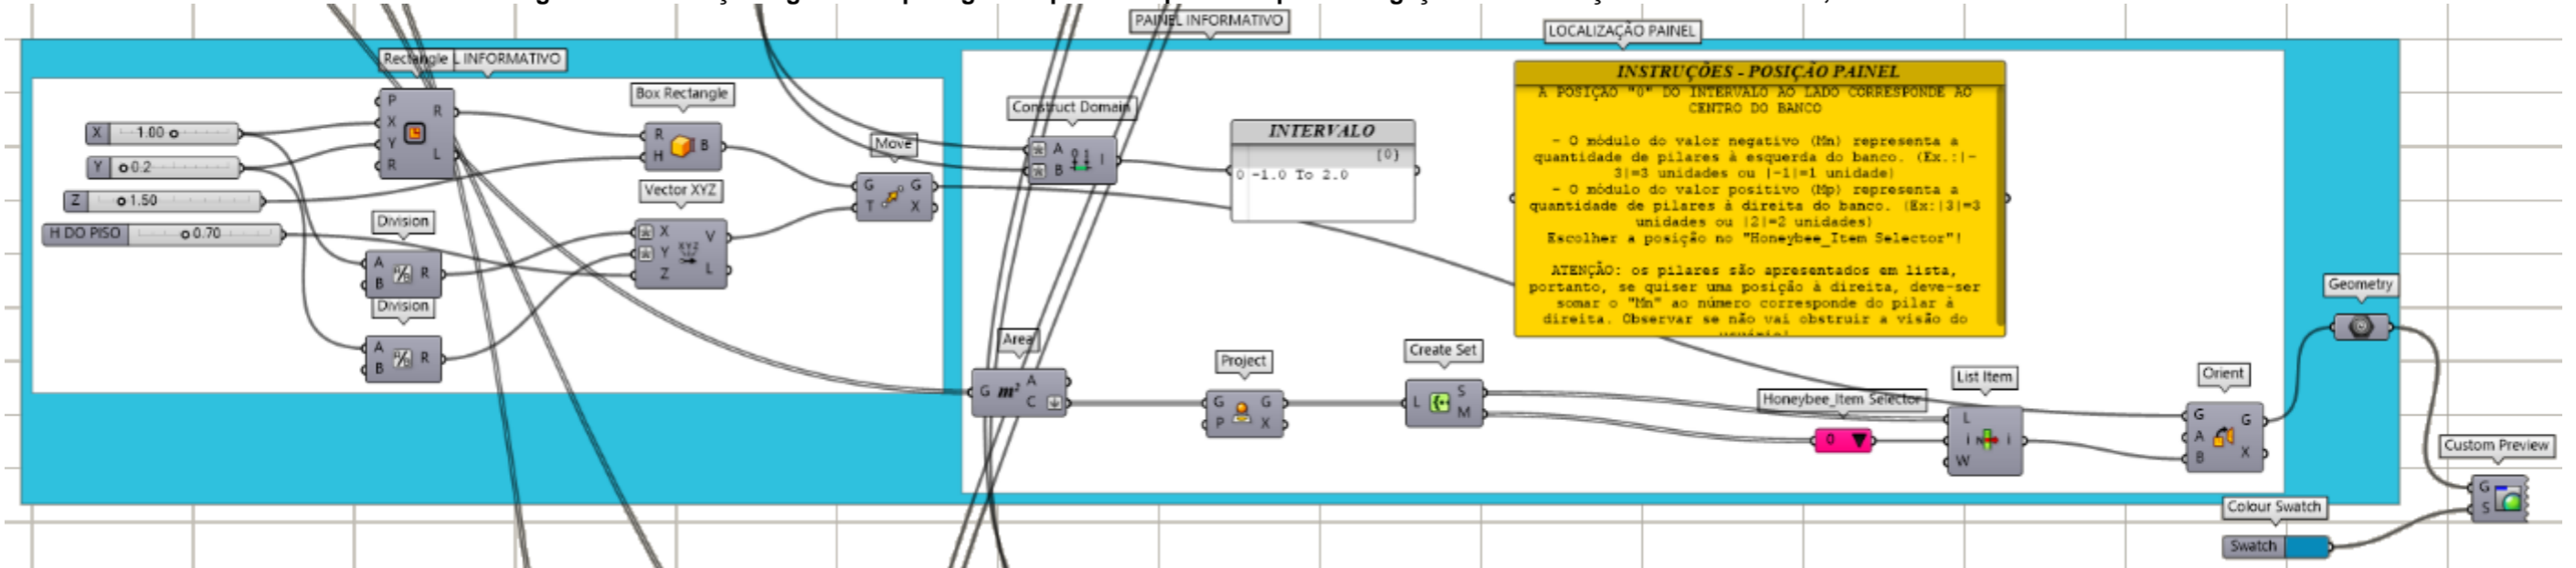 PAINEL INFORMATIVO
LOCALIZAÇÃO PAINEL
Rectangle
L INFORMATIVO
P
X
Y
R
R
L
X 1.00
Y 0.2
Z 1.50
H DO PISO 0.70
Division
A
B
R
Division
A
B
R
Box Rectangle
R
H
B
Vector XYZ
X
Y
Z
XYZ
V
L
Move
G
T
G
X
Construct Domain
A
B
I
INTERVALO
{0}
0 -1.0 To 2.0
INSTRUÇÕES - POSIÇÃO PAINEL
A POSIÇÃO "0" DO INTERVALO AO LADO CORRESPONDE AO
CENTRO DO BANCO
- O módulo do valor negativo (Mn) representa a
quantidade de pilares à esquerda do banco. (Ex.:|-
3|=3 unidades ou |-1|=1 unidade)
- O módulo do valor positivo (Mp) representa a
quantidade de pilares à direita do banco. (Ex:|3|=3
unidades ou |2|=2 unidades)
Escolher a posição no "Honeybee_Item Selector"!
ATENÇÃO: os pilares são apresentados em lista,
portanto, se quiser uma posição à direita, deve-ser
somar o "Mn" ao número corresponde do pilar à
direita. Observar se não vai obstruir a visão do
Area
G m²
A
C
Project
G
P
G
X
Create Set
L
S
M
Honeybee_Item Selector
0
List Item
L
i
W
i
Orient
G
A
B
G
X
Geometry
Custom Preview
G
S
Colour Swatch
Swatch